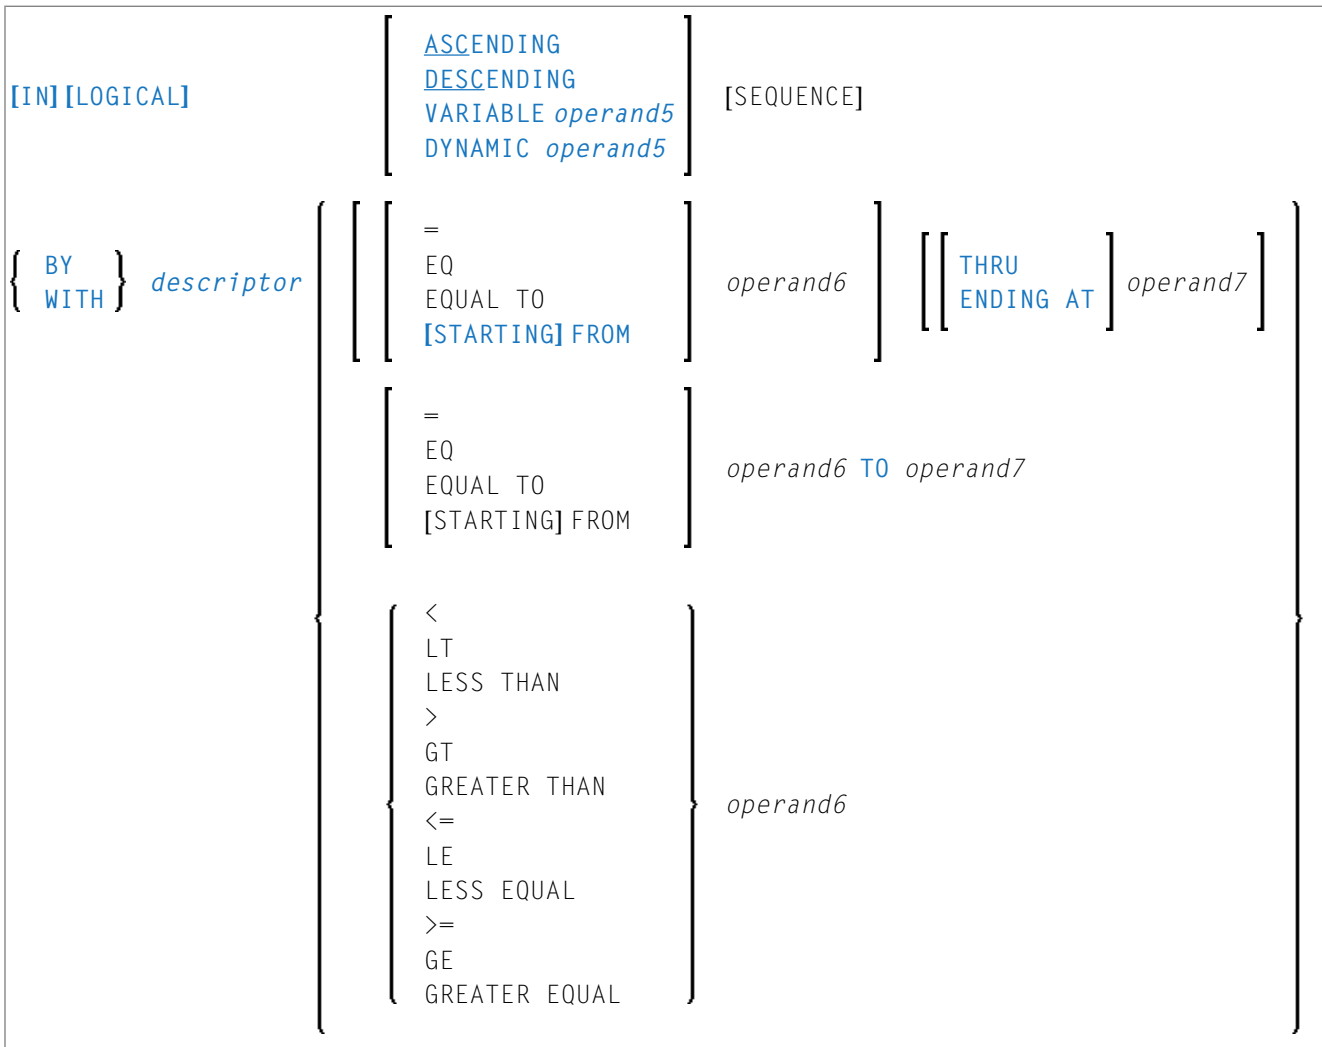 ASCENDING
DESCENDING
[IN] [LOGICAL] VARIABLE operand5 [SEQUENCE]
DYNAMIC operand5
=
BY EQ THRU
descriptor EQUAL TO operand6 operand7
WITH [STARTING] FROM ENDING AT
=
EQ
EQUAL TO operand6 TO operand7
[STARTING] FROM
<
LT
LESS THAN
>
GT
GREATER THAN
<= operand6
LE
LESS EQUAL
>=
GE
GREATER EQUAL